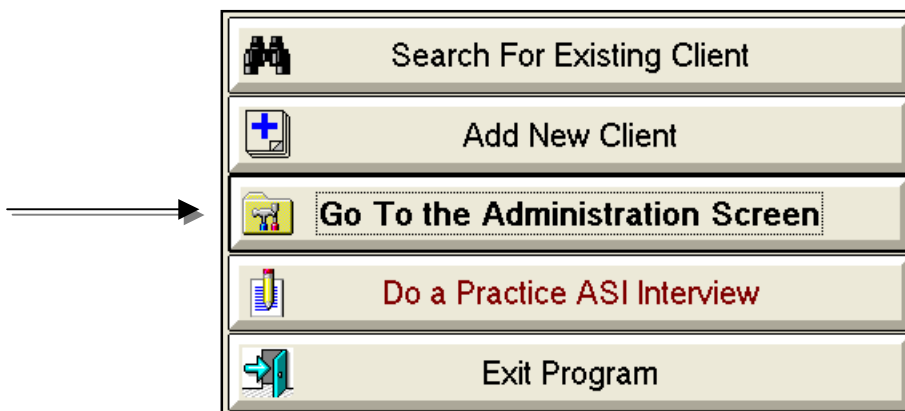 Search For Existing Client
Add New Client
Go To the Administration Screen
Do a Practice ASI Interview
Exit Program